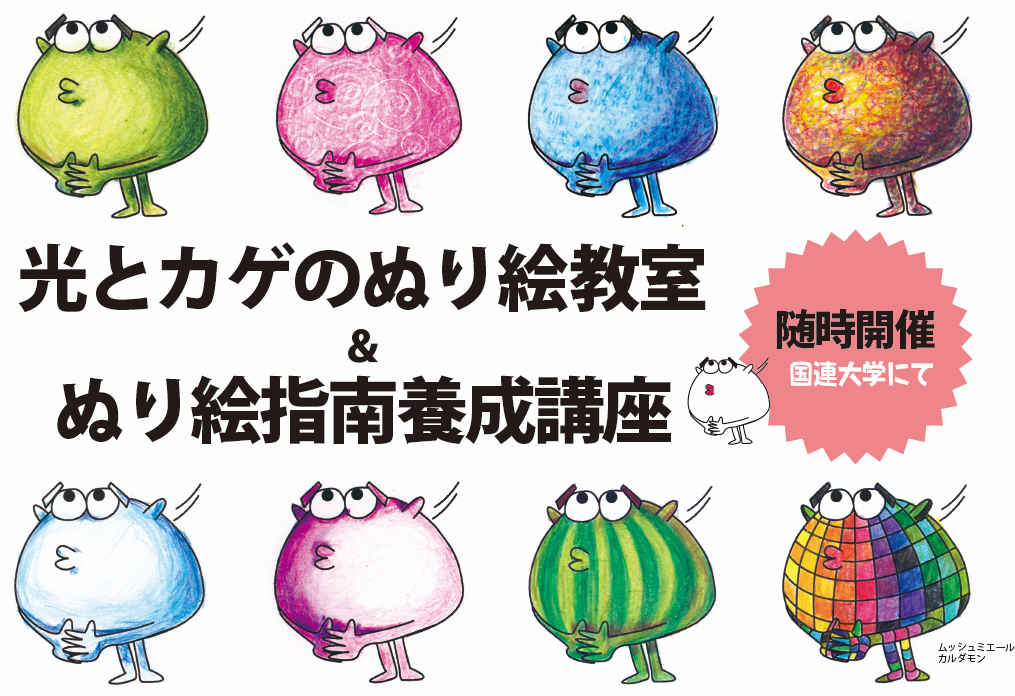 光とカゲのぬり絵教室
&
ぬり絵指南養成講座
随時開催
国連大学にて
ムッシュミエール
カルダモン